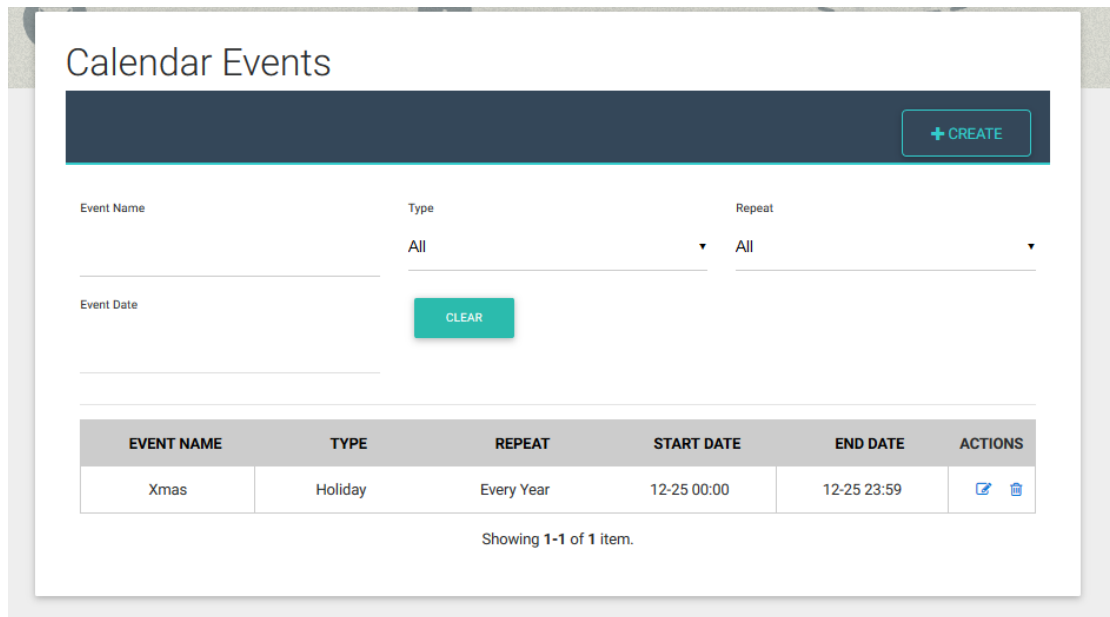 Calendar Events
CREATE
Event Name Type Repeat
All All
Event Date
CLEAR
EVENT NAME TYPE REPEAT START DATE END DATE ACTIONS
Xmas Holiday Every Year 12-25 00:00 12-25 23:59
Showing 1-1 of 1 item.